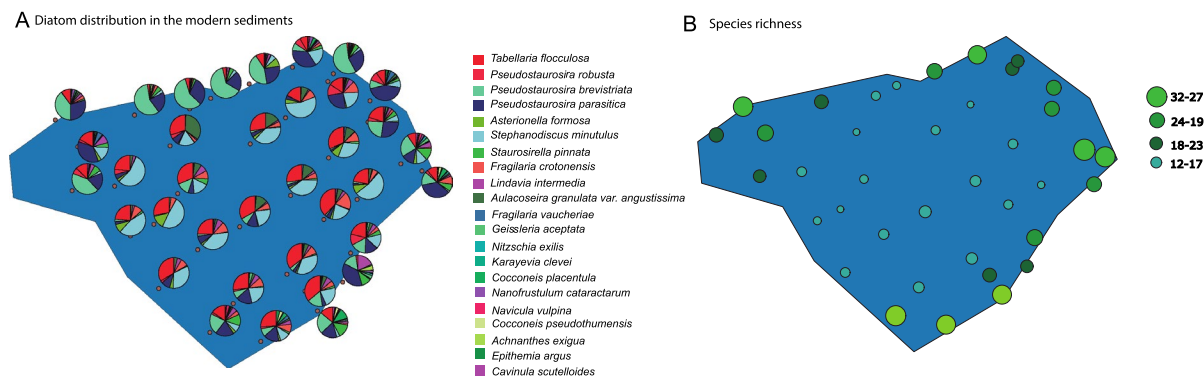 A Diatom distribution in the modern sediments
Tabellaria flocculosa
Pseudostaurosira robusta
Pseudostaurosira brevistriata
Pseudostaurosira parasitica
Asterionella formosa
Stephanodiscus minutulus
Staurosirella pinnata
Fragilaria crotonensis
Lindavia intermedia
Aulacoseira granulata var. angustissima
Fragilaria vaucheriae
Geissleria aceptata
Nitzschia exilis
Karayevia clevei
Cocconeis placentula
Nanofrustulum cataractarum
Navicula vulpina
Cocconeis pseudothumensis
Achnanthes exigua
Epithemia argus
Cavinula scutelloides
B Species richness
32-27
24-19
18-23
12-17